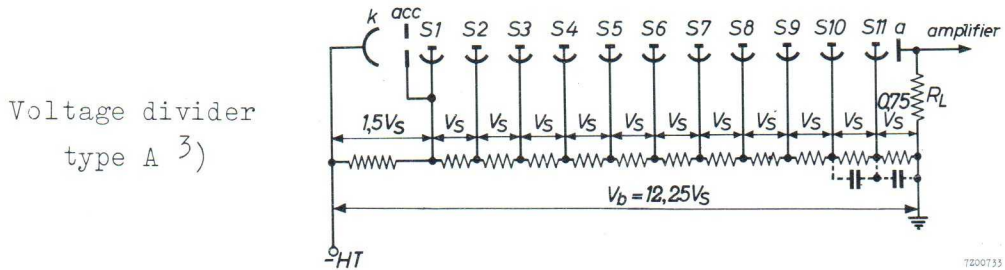 k acc S1 S2 S3 S4 S5 S6 S7 S8 S9 S10 S11 a amplifier
Voltage divider
type A 3)
0,75 RL
1,5VS VS VS VS VS VS VS VS VS VS VS VS
Vb = 12,25VS
-HT
7Z00733